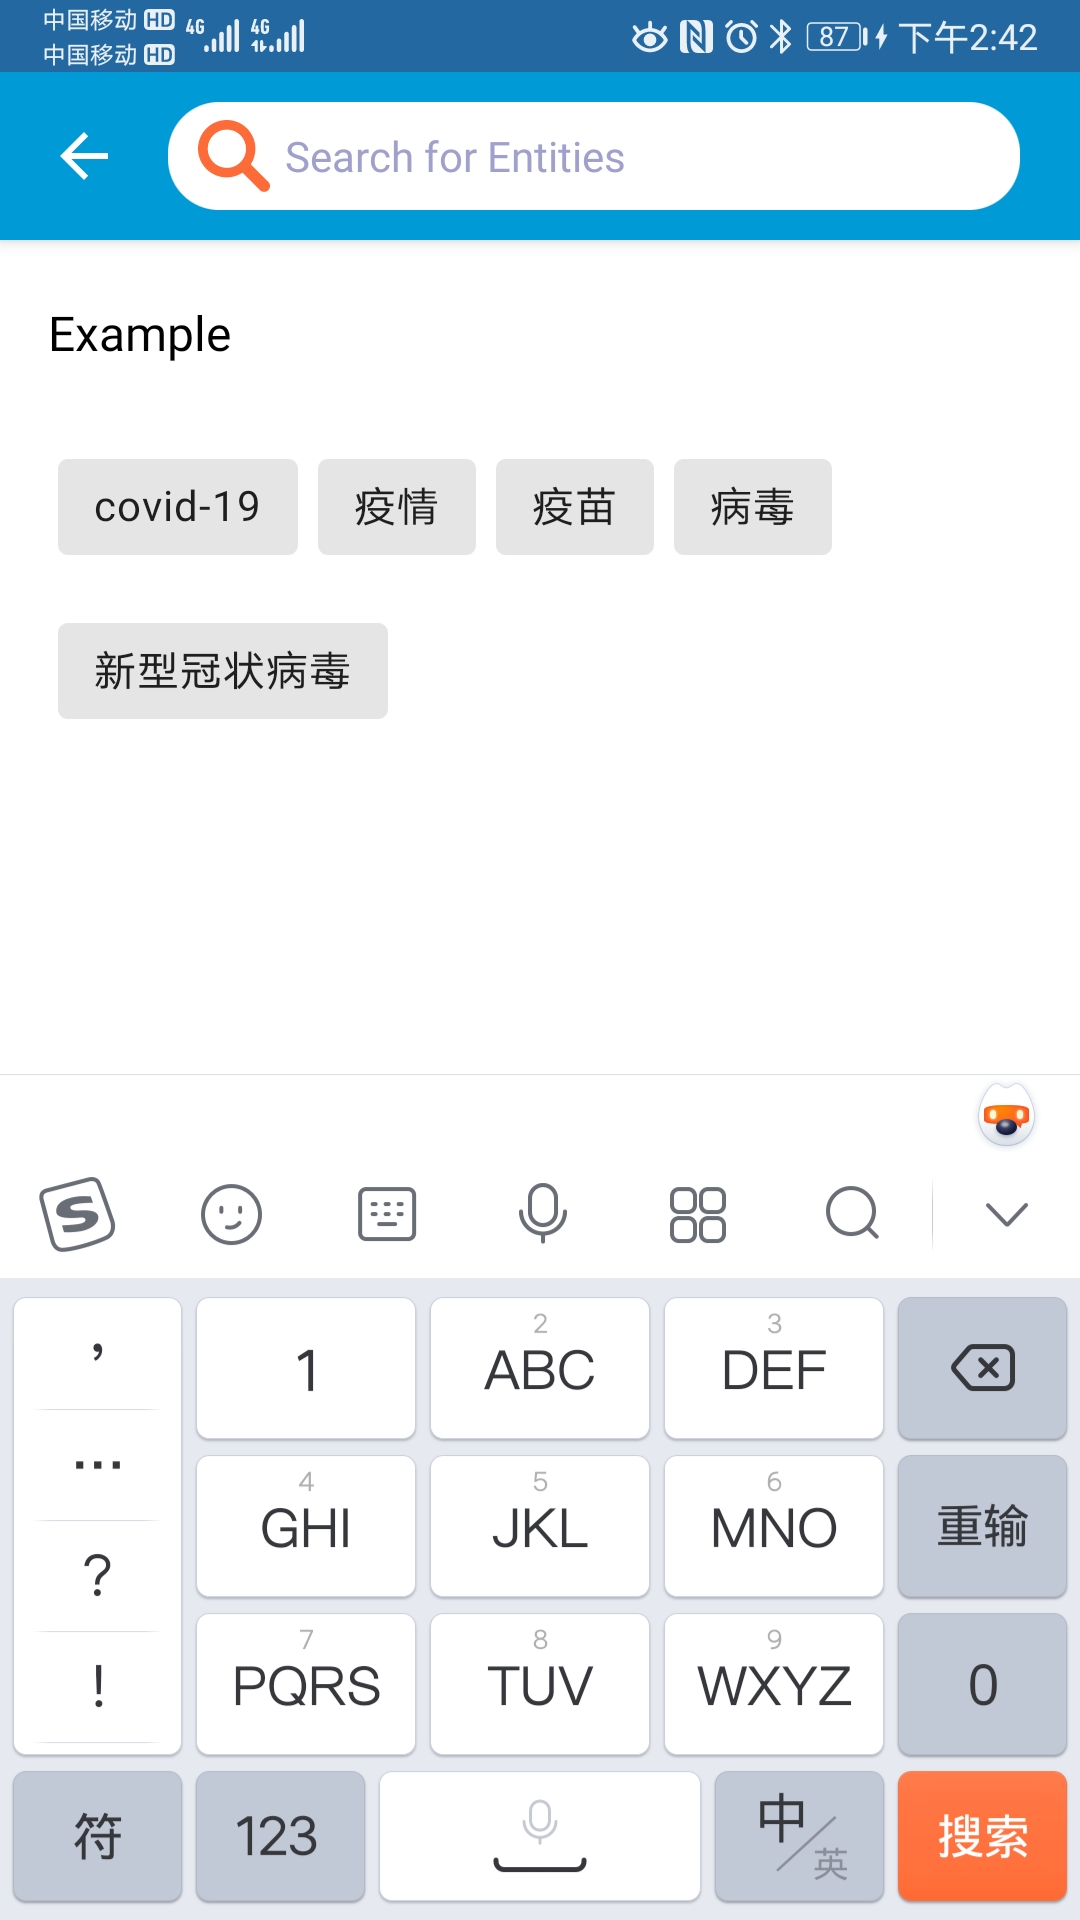 中国移动 HD 4G 4G 87 下午2:42
中国移动 HD
Search for Entities
Example
covid-19 疫情 疫苗 病毒
新型冠状病毒
S
, 1 2 ABC 3 DEF
...
4 GHI 5 JKL 6 MNO 重输
?
7 PQRS 8 TUV 9 WXYZ 0
!
符 123 中/英 搜索